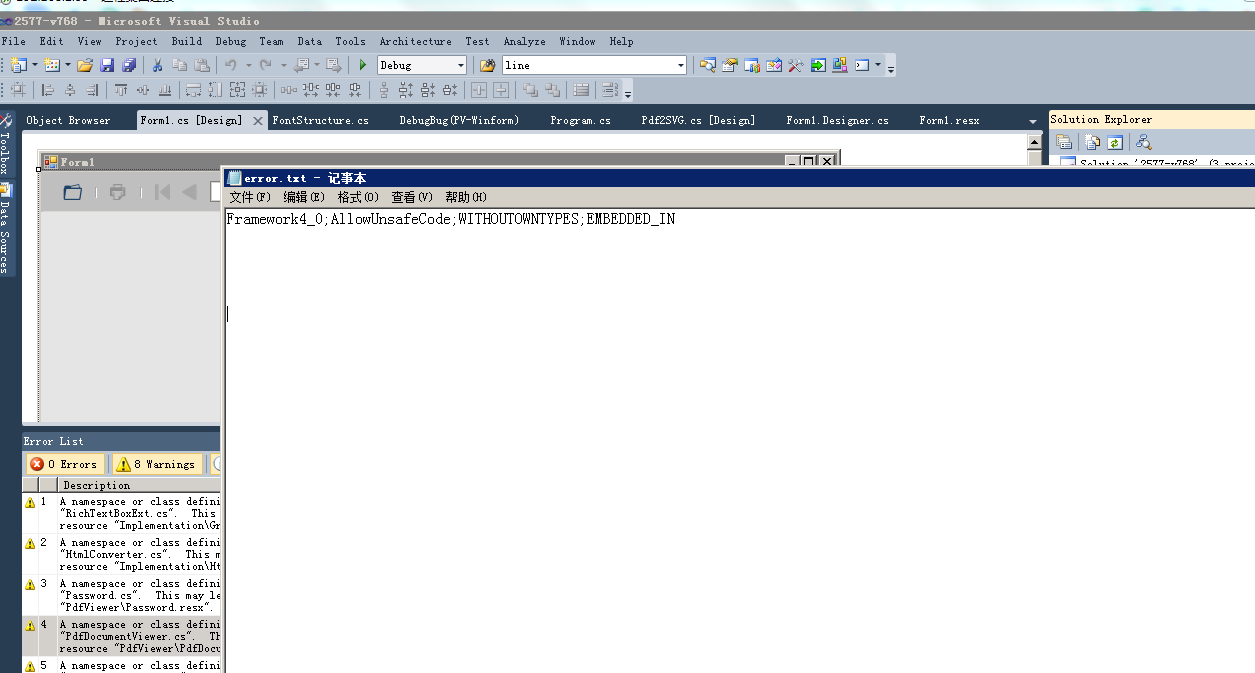 2577-v768 - Microsoft Visual Studio
File Edit View Project Build Debug Team Data Tools Architecture Test Analyze Window Help
Debug line
Object Browser Form1.cs [Design] FontStructure.cs DebugBug(PV-Winform) Program.cs Pdf2SVG.cs [Design] Form1.Designer.cs Form1.resx
Solution Explorer
Toolbox
Data Sources
Form1
Solution '2577-v768' (3
error.txt - 记事本
文件(F) 编辑(E) 格式(O) 查看(V) 帮助(H)
Framework4_0;AllowUnsafeCode;WITHOUTOWNTYPES;EMBEDDED_IN
Error List
0 Errors 8 Warnings
Description
1 A namespace or class defini
"RichTextBoxExt.cs". This
resource "Implementation\Gr
2 A namespace or class defini
"HtmlConverter.cs". This m
resource "Implementation\Ht
3 A namespace or class defini
"Password.cs". This may le
"PdfViewer\Password.resx".
4 A namespace or class defini
"PdfDocumentViewer.cs". Th
resource "PdfViewer\PdfDocu
5 A namespace or class defini